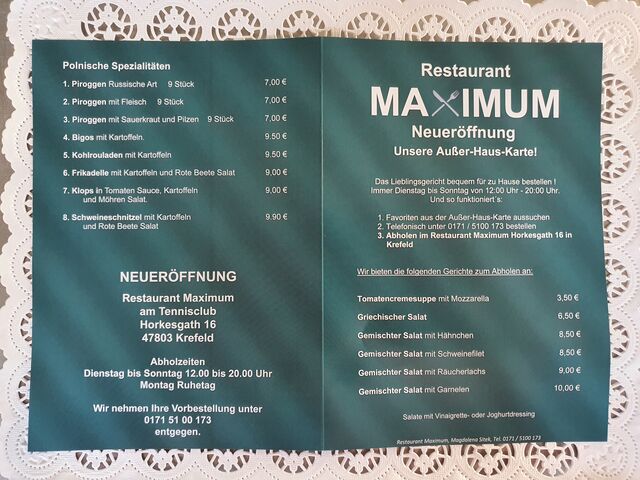 Polnische Spezialitäten
1. Piroggen Russische Art 9 Stück 7,00 €
2. Piroggen mit Fleisch 9 Stück 7,00 €
3. Piroggen mit Sauerkraut und Pilzen 9 Stück 7,00 €
4. Bigos mit Kartoffeln. 9.50 €
5. Kohlrouladen mit Kartoffeln 9.50 €
6. Frikadelle mit Kartoffeln und Rote Beete Salat 9,00 €
7. Klops in Tomaten Sauce, Kartoffeln 9,00 €
und Möhren Salat.
8. Schweineschnitzel mit Kartoffeln 9.90 €
und Rote Beete Salat
NEUERÖFFNUNG
Restaurant Maximum
am Tennisclub
Horkesgath 16
47803 Krefeld
Abholzeiten
Dienstag bis Sonntag 12.00 bis 20.00 Uhr
Montag Ruhetag
Wir nehmen Ihre Vorbestellung unter
0171 51 00 173
entgegen.
Restaurant
MAXIMUM
Neueröffnung
Unsere Außer-Haus-Karte!
Das Lieblingsgericht bequem für zu Hause bestellen !
Immer Dienstag bis Sonntag von 12:00 Uhr - 20:00 Uhr.
Und so funktioniert´s:
1. Favoriten aus der Außer-Haus-Karte aussuchen
2. Telefonisch unter 0171 / 5100 173 bestellen
3. Abholen im Restaurant Maximum Horkesgath 16 in
Krefeld
Wir bieten die folgenden Gerichte zum Abholen an:
Tomatencremesuppe mit Mozzarella 3,50 €
Griechischer Salat 6,50 €
Gemischter Salat mit Hähnchen 8,50 €
Gemischter Salat mit Schweinefilet 8,50 €
Gemischter Salat mit Räucherlachs 9,00 €
Gemischter Salat mit Garnelen 10,00 €
Salate mit Vinaigrette- oder Joghurtdressing
Restaurant Maximum, Magdalena Sitek, Tel. 0171 / 5100 173